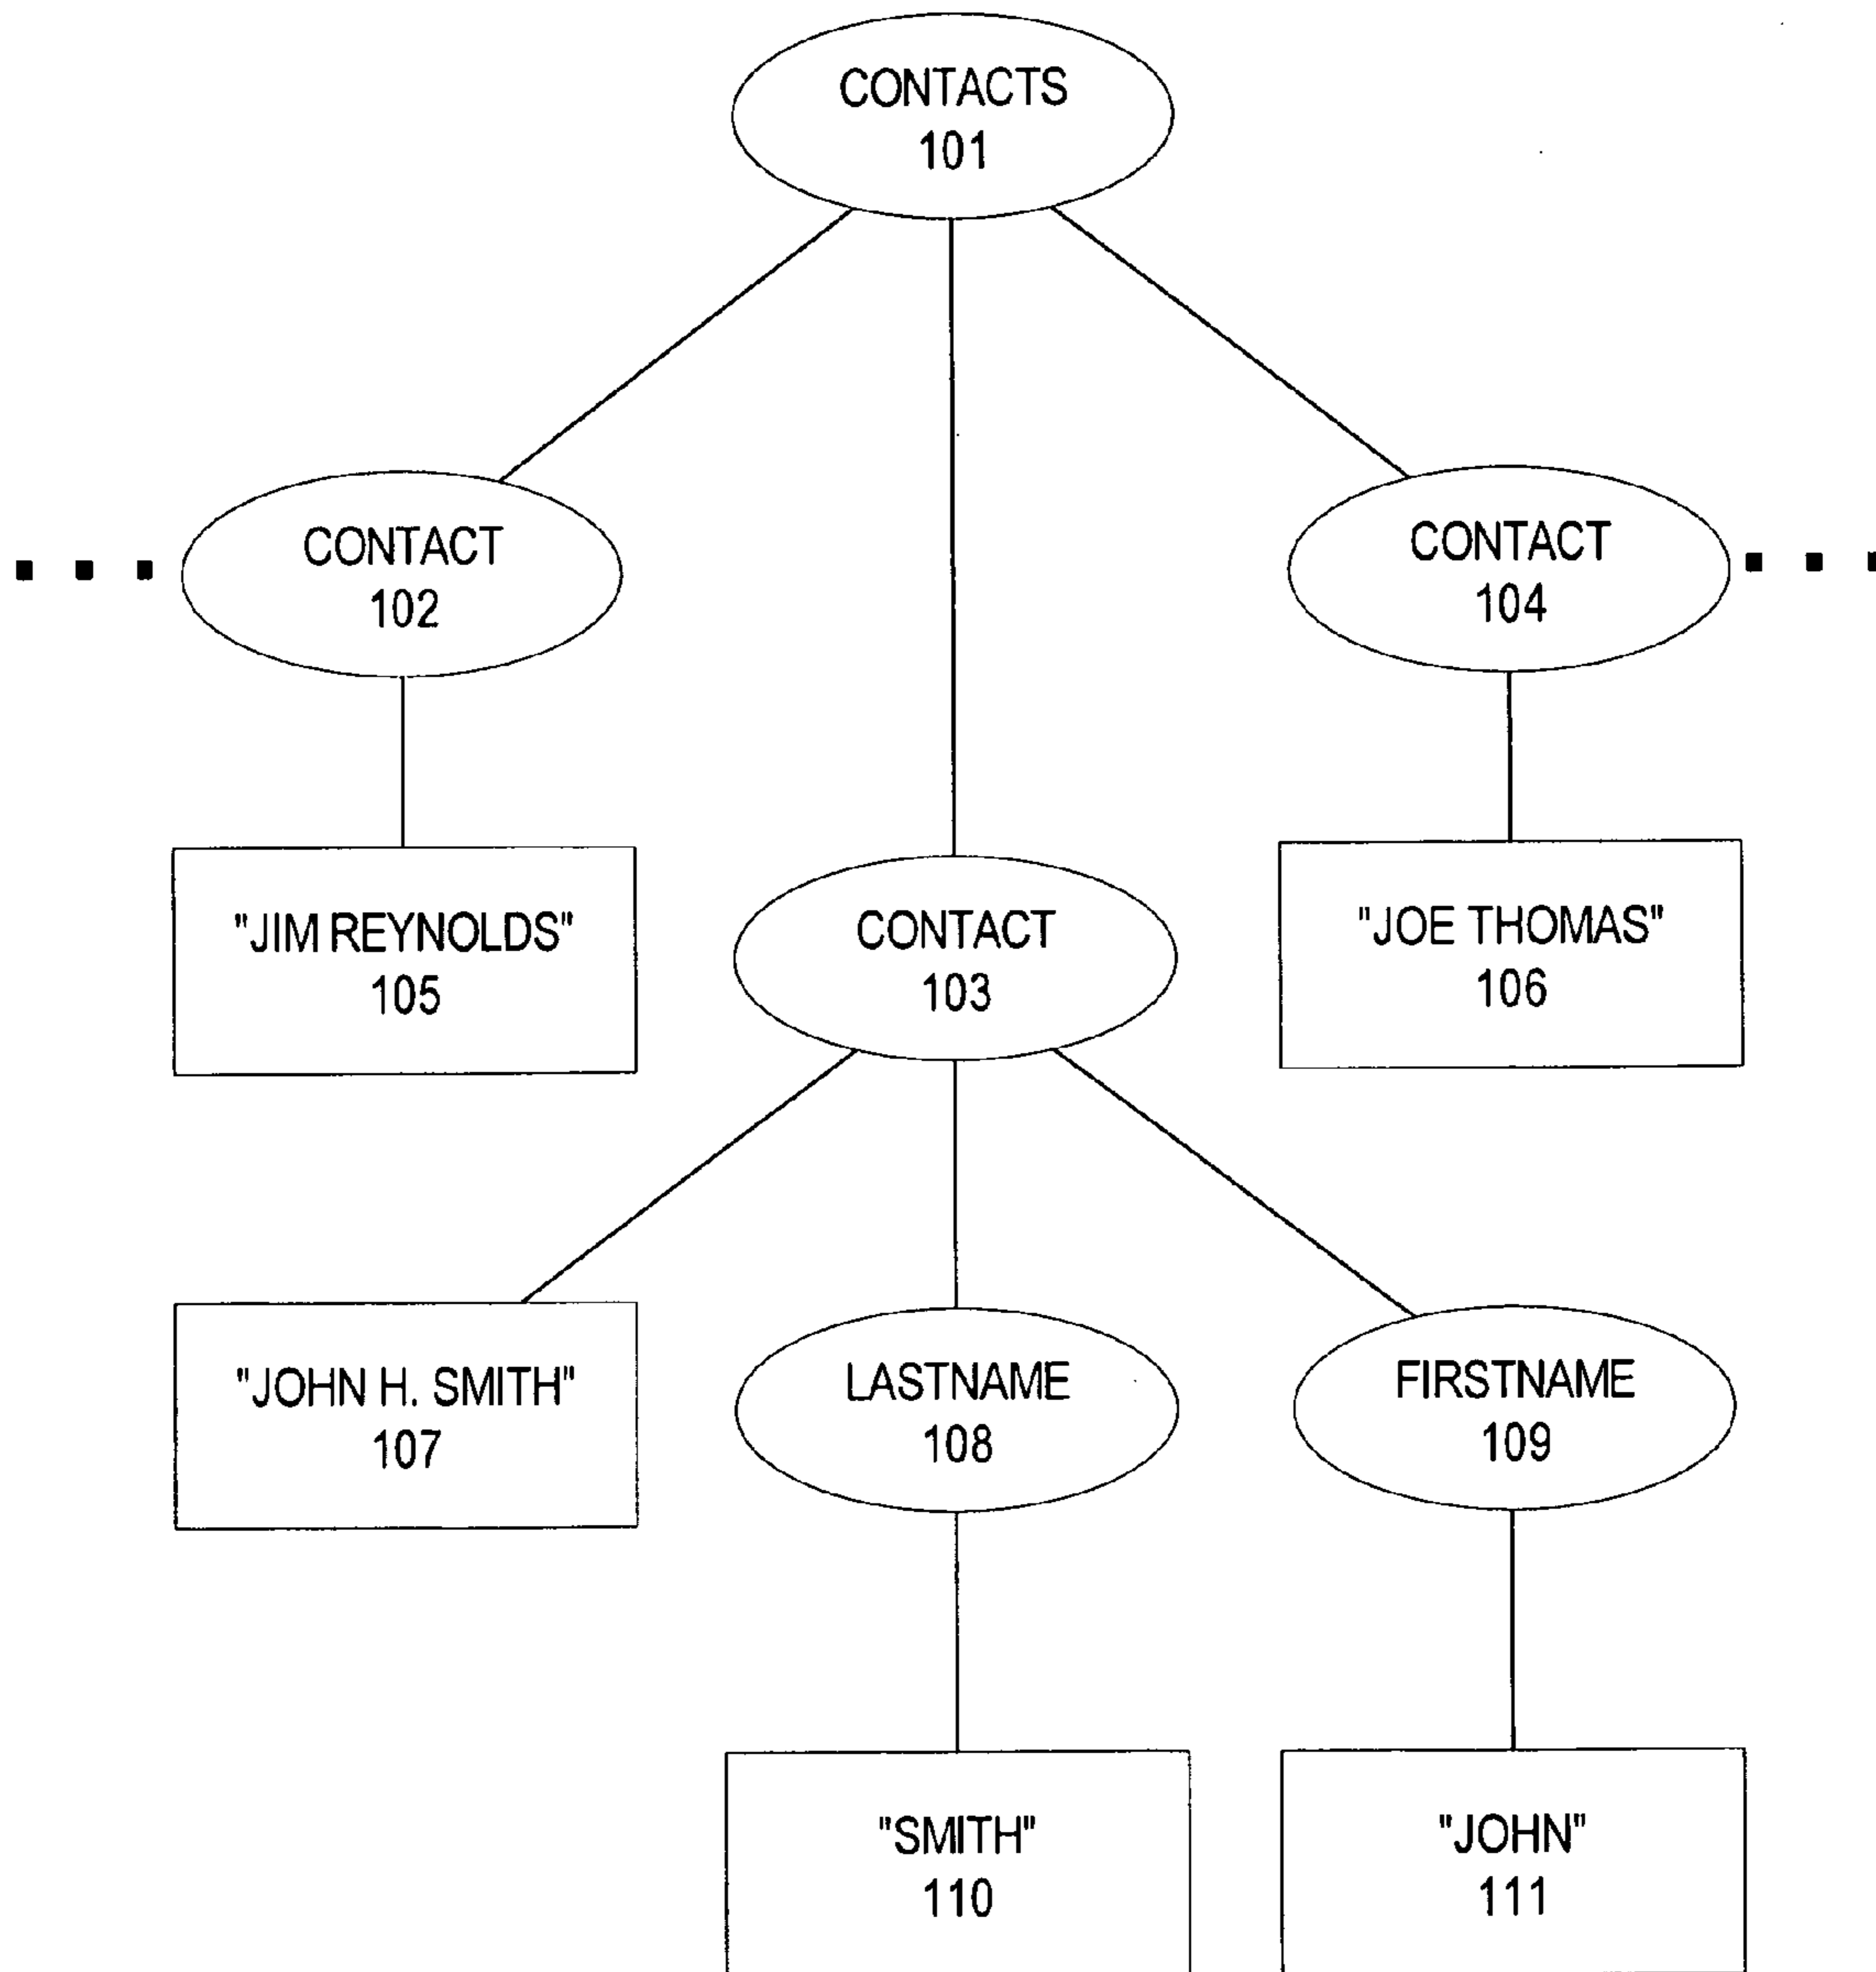 CONTACTS
101
CONTACT
102
CONTACT
104
"JIM REYNOLDS"
105
CONTACT
103
"JOE THOMAS"
106
"JOHN H. SMITH"
107
LASTNAME
108
FIRSTNAME
109
"SMITH"
110
"JOHN"
111